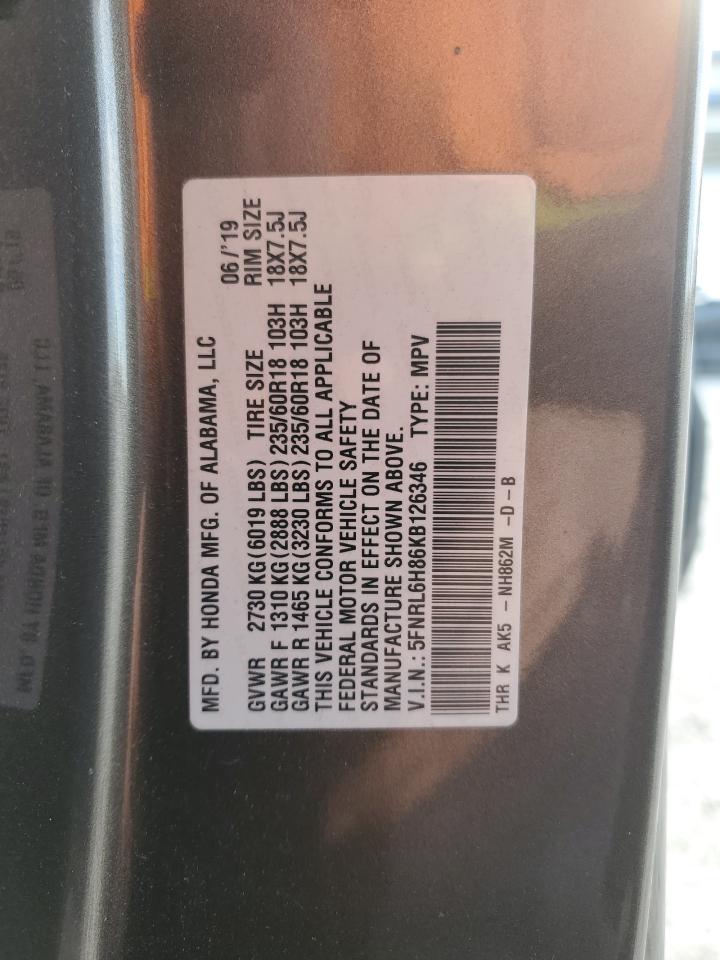 MFD. BY HONDA MFG. OF ALABAMA, LLC 06/'19
GVWR 2730 KG(6019 LBS) TIRE SIZE RIM SIZE
GAWR F 1310 KG(2888 LBS)235/60R18 103H 18X7.5J
GAWR R 1465 KG(3230 LBS)235/60R18 103H 18X7.5J
THIS VEHICLE CONFORMS TO ALL APPLICABLE
FEDERAL MOTOR VEHICLE SAFETY
STANDARDS IN EFFECT ON THE DATE OF
MANUFACTURE SHOWN ABOVE.
V.I.N.: 5FNRL6H86KB126346 TYPE: MPV
THR K AK5 - NH862M -D-B